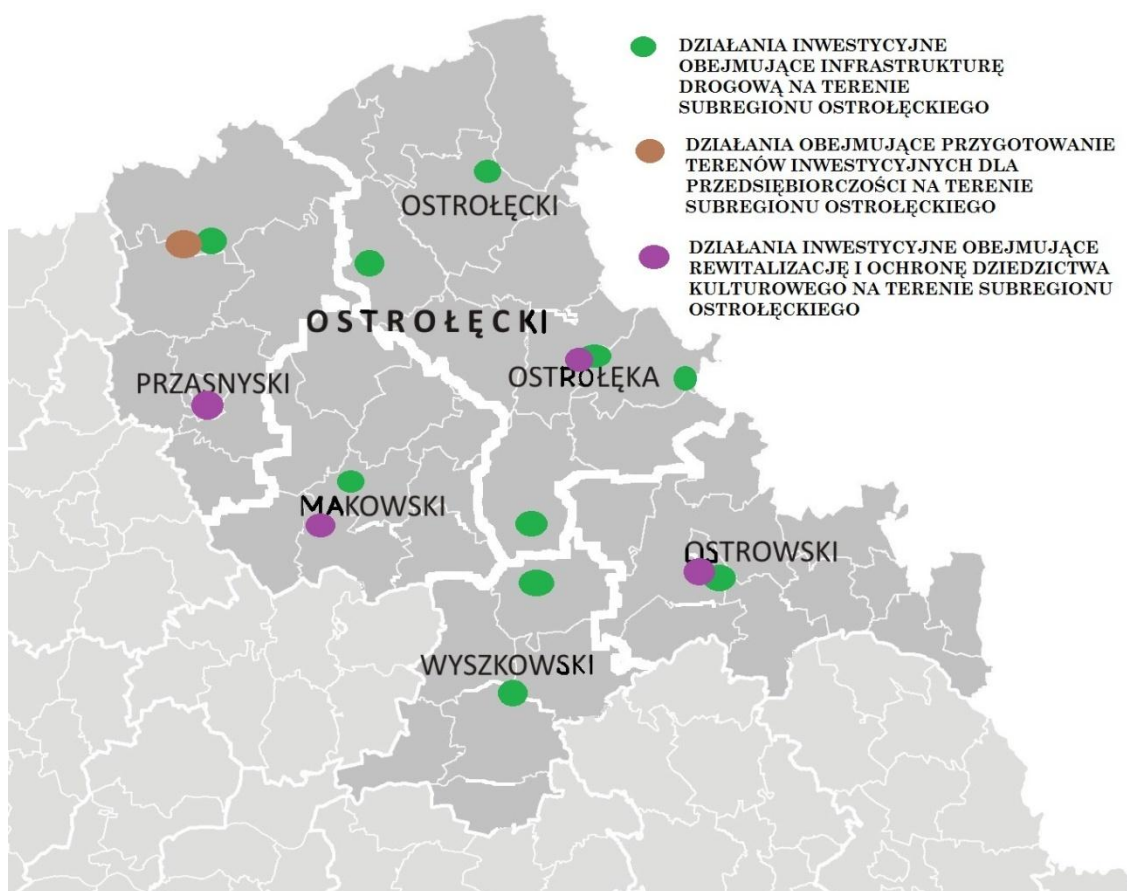 DZIAŁANIA INWESTYCYJNE
OBEJMUJĄCE INFRASTRUKTURĘ
DROGOWĄ NA TERENIE
SUBREGIONU OSTROŁĘCKIEGO
DZIAŁANIA OBEJMUJĄCE PRZYGOTOWANIE
TERENÓW INWESTYCYJNYCH DLA
PRZEDSIĘBIORCZOŚCI NA TERENIE
SUBREGIONU OSTROŁĘCKIEGO
DZIAŁANIA INWESTYCYJNE OBEJMUJĄCE
REWITALIZACJĘ I OCHRONĘ DZIEDZICTWA
KULTUROWEGO NA TERENIE SUBREGIONU
OSTROŁĘCKIEGO
OSTROŁĘCKI
OSTROŁĘCKI
OSTROŁĘKA
PRZASNYSKI
MAKOWSKI
OSTROWSKI
WYSZKOWSKI